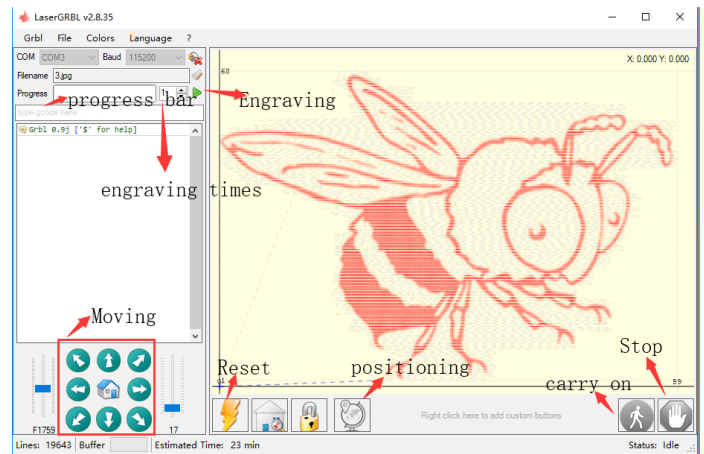 LaserGRBL v2.8.35
Grbl File Colors Language ?
COM COM3 Baud 115200
Filename 3.jpg
Progress 1
progress bar
Engraving
type gcode here
Grbl 0.9j ['$' for help]
engraving times
X: 0.000 Y: 0.000
60
Moving
Reset
positioning
Stop
carry on
99
F1759
17
Right click here to add custom buttons
Lines: 19643 Buffer Estimated Time: 23 min
Status: Idle